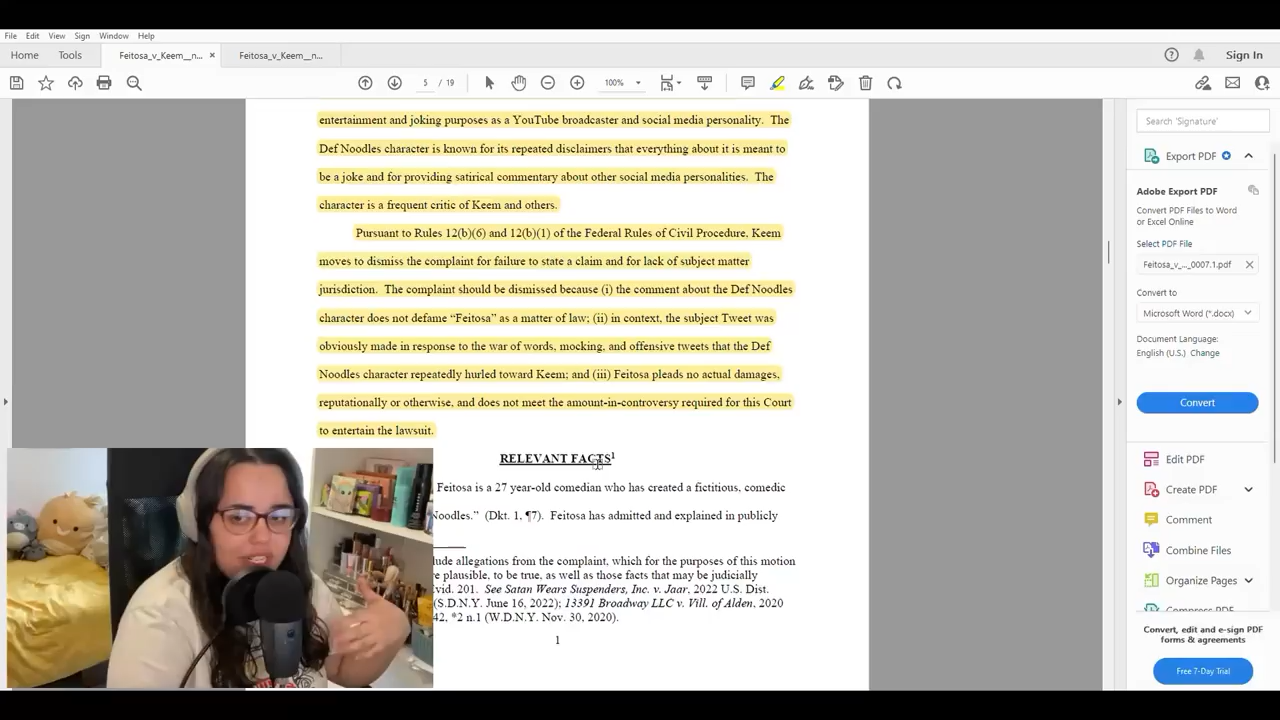 File Edit View Sign Window Help
Home Tools Feitosa_v_Keem__n... × Feitosa_v_Keem__n... Sign In
5 / 19 100%
entertainment and joking purposes as a YouTube broadcaster and social media personality. The
Def Noodles character is known for its repeated disclaimers that everything about it is meant to
be a joke and for providing satirical commentary about other social media personalities. The
character is a frequent critic of Keem and others.
Pursuant to Rules 12(b)(6) and 12(b)(1) of the Federal Rules of Civil Procedure, Keem
moves to dismiss the complaint for failure to state a claim and for lack of subject matter
jurisdiction. The complaint should be dismissed because (i) the comment about the Def Noodles
character does not defame “Feitosa” as a matter of law; (ii) in context, the subject Tweet was
obviously made in response to the war of words, mocking, and offensive tweets that the Def
Noodles character repeatedly hurled toward Keem; and (iii) Feitosa pleads no actual damages,
reputationally or otherwise, and does not meet the amount-in-controversy required for this Court
to entertain the lawsuit.
RELEVANT FACTS1
Feitosa is a 27 year-old comedian who has created a fictitious, comedic
Noodles.” (Dkt. 1, ¶7). Feitosa has admitted and explained in publicly
lude allegations from the complaint, which for the purposes of this motion
e plausible, to be true, as well as those facts that may be judicially
vid. 201. See Satan Wears Suspenders, Inc. v. Jaar, 2022 U.S. Dist.
(S.D.N.Y. June 16, 2022); 13391 Broadway LLC v. Vill. of Alden, 2020
42, *2 n.1 (W.D.N.Y. Nov. 30, 2020).
1
Search 'Signature'
Export PDF
Adobe Export PDF
Convert PDF Files to Word
or Excel Online
Select PDF File
Feitosa_v_..._0007.1.pdf
Convert to
Microsoft Word (*.docx)
Document Language:
English (U.S.) Change
Convert
Edit PDF
Create PDF
Comment
Combine Files
Organize Pages
Compress PDF
Convert, edit and e-sign PDF
forms & agreements
Free 7-Day Trial